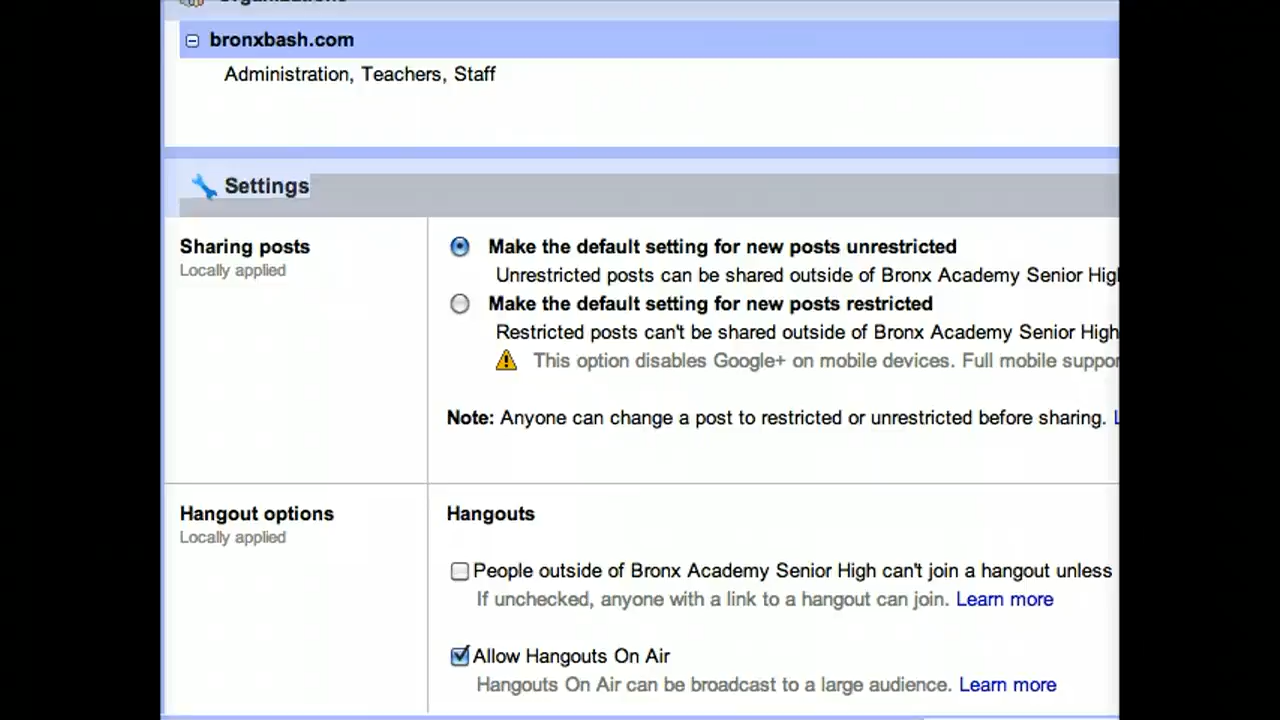 Organizations
bronxbash.com
Administration, Teachers, Staff
Settings
Sharing posts
Locally applied
Make the default setting for new posts unrestricted
Unrestricted posts can be shared outside of Bronx Academy Senior High
Make the default setting for new posts restricted
Restricted posts can't be shared outside of Bronx Academy Senior High
This option disables Google+ on mobile devices. Full mobile suppor
Note: Anyone can change a post to restricted or unrestricted before sharing. L
Hangout options
Locally applied
Hangouts
People outside of Bronx Academy Senior High can't join a hangout unless
If unchecked, anyone with a link to a hangout can join. Learn more
Allow Hangouts On Air
Hangouts On Air can be broadcast to a large audience. Learn more